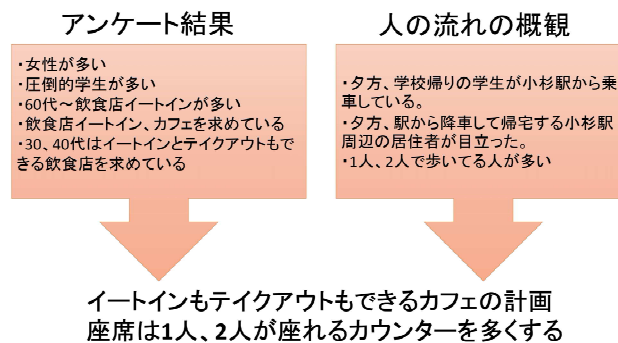 アンケート結果
・女性が多い
・圧倒的学生が多い
・60代～飲食店イートインが多い
・飲食店イートイン、カフェを求めている
・30、40代はイートインとテイクアウトもで
きる飲食店を求めている
人の流れの概観
・夕方、学校帰りの学生が小杉駅から乗
車している。
・夕方、駅から降車して帰宅する小杉駅
周辺の居住者が目立った。
・1人、2人で歩いてる人が多い
イートインもテイクアウトもできるカフェの計画
座席は1人、2人が座れるカウンターを多くする